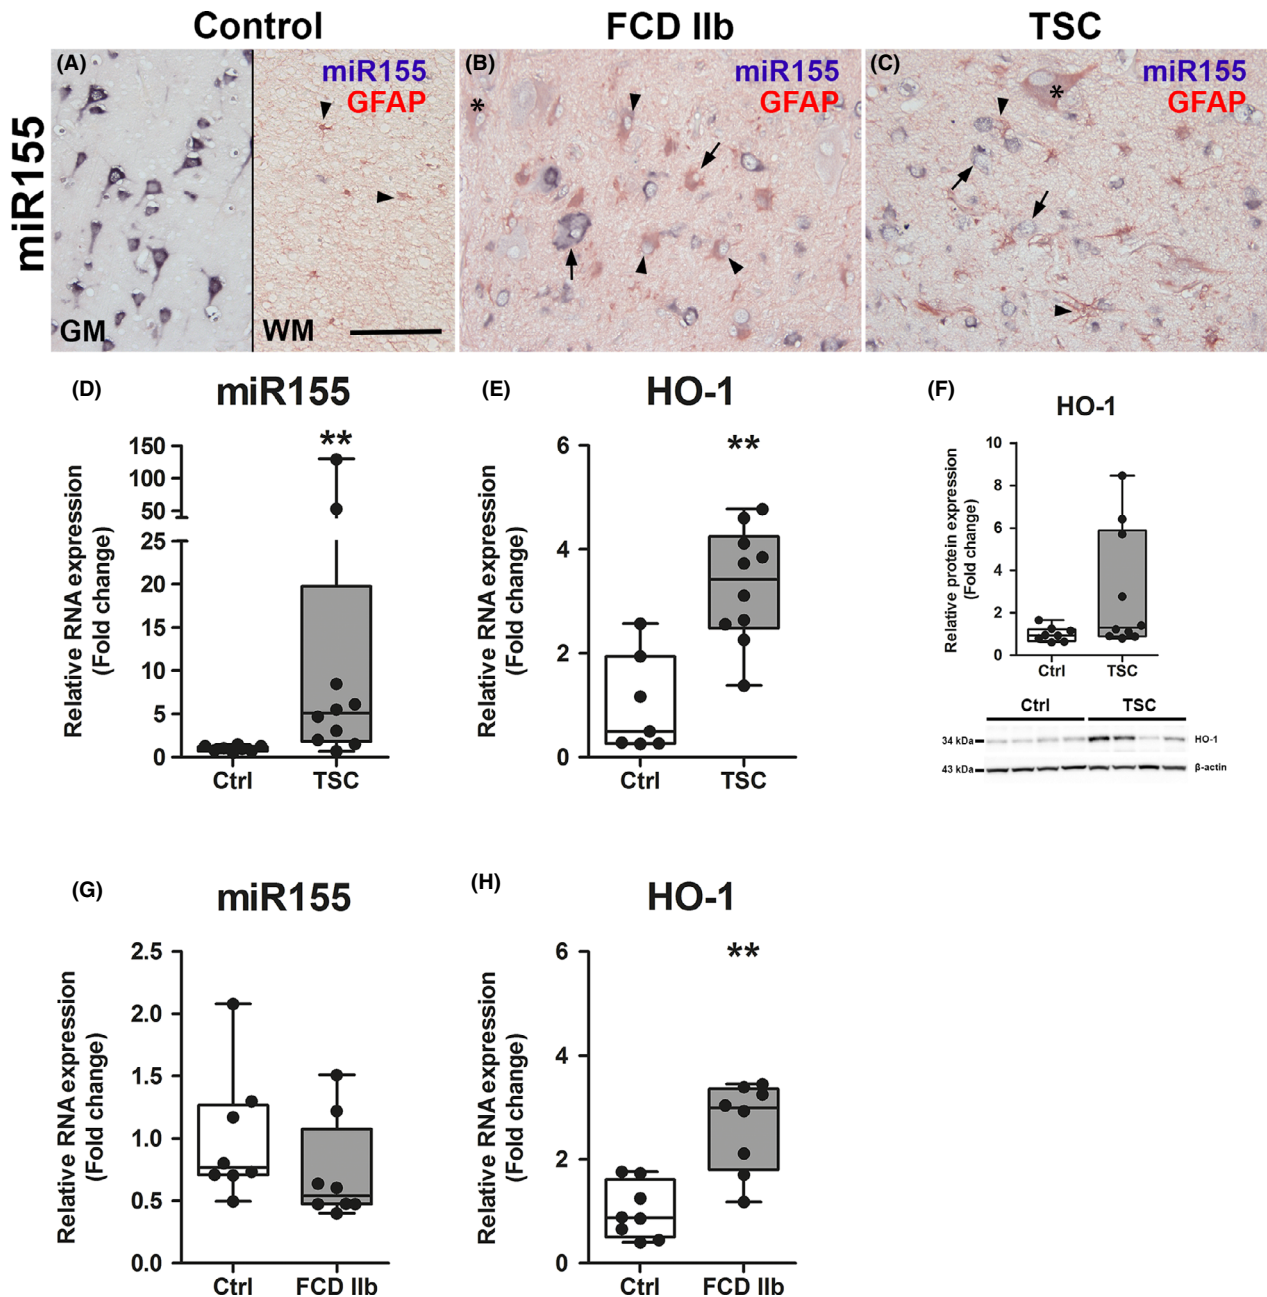 Control
FCD IIb
TSC
miR155
(A)
miR155
GFAP
GM
WM
(B)
miR155
GFAP
*
(C)
miR155
GFAP
*
(D)
miR155
Relative RNA expression
(Fold change)
150
100
50
25
20
15
10
5
0
**
Ctrl
TSC
(E)
HO-1
Relative RNA expression
(Fold change)
6
4
2
0
**
Ctrl
TSC
(F)
HO-1
Relative protein expression
(Fold change)
10
8
6
4
2
0
Ctrl
TSC
Ctrl
TSC
34 kDa
HO-1
43 kDa
β-actin
(G)
miR155
Relative RNA expression
(Fold change)
2.5
2.0
1.5
1.0
0.5
0.0
Ctrl
FCD IIb
(H)
HO-1
Relative RNA expression
(Fold change)
6
4
2
0
**
Ctrl
FCD IIb